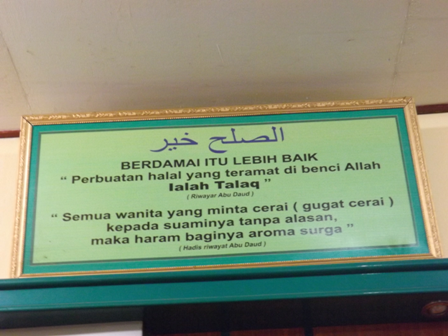 الصلح خير
BERDAMAI ITU LEBIH BAIK
“ Perbuatan halal yang teramat di benci Allah
Ialah Talaq ”
( Riwayar Abu Daud )
“ Semua wanita yang minta cerai ( gugat cerai )
kepada suaminya tanpa alasan,
maka haram baginya aroma surga ”
( Hadis riwayat Abu Daud )